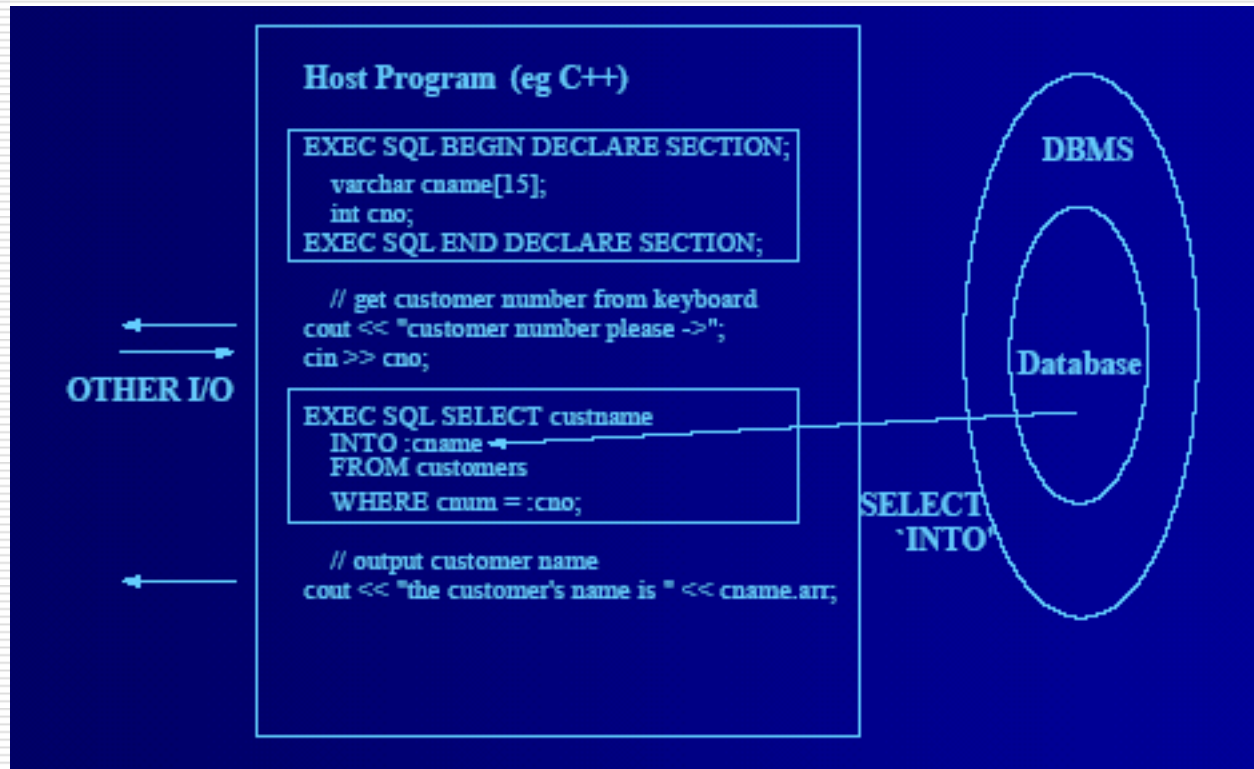 Host Program (eg C++)
EXEC SQL BEGIN DECLARE SECTION;
varchar cname[15];
int cno;
EXEC SQL END DECLARE SECTION;
// get customer number from keyboard
cout << "customer number please ->";
cin >> cno;
EXEC SQL SELECT custname
INTO :cname
FROM customers
WHERE cnum = :cno;
// output customer name
cout << "the customer's name is " << cname.arr;
OTHER I/O
DBMS
Database
SELECT
`INTO'